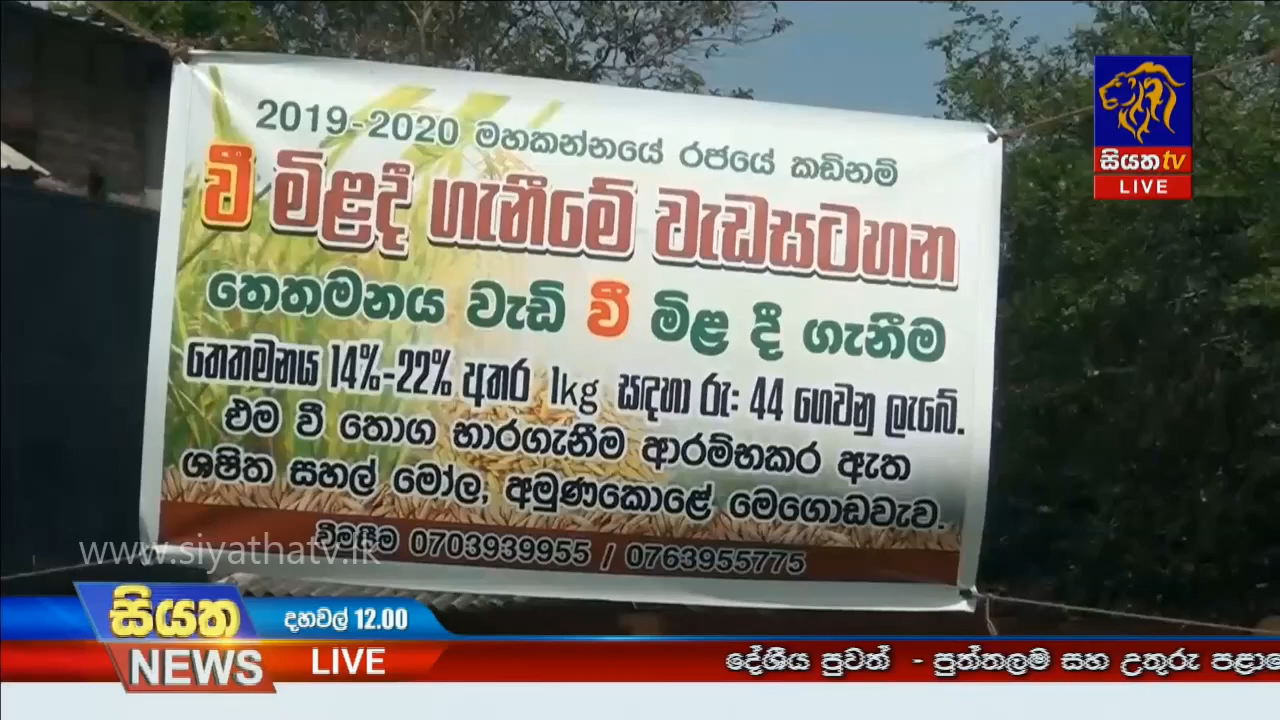 2019-2020 මහකන්නයේ රජයේ කඩිනම්
වී මිළදී ගැනීමේ වැඩසටහන
තෙතමනය වැඩි වී මිළ දී ගැනීම
තෙතමනය 14%-22% අතර 1kg සඳහා රු: 44 ගෙවනු ලැබේ.
එම වී තොග භාරගැනීම ආරම්භකර ඇත
ශෂිත සහල් මෝල, අමුණකොළේ මෙගොඩවැව.
විමසීම 0703939955 / 0763955775
සියත tv
LIVE
www.siyathatv.lk
සියත
NEWS
දහවල් 12.00
LIVE
දේශීය පුවත් - පුත්තලම සහ උතුරු